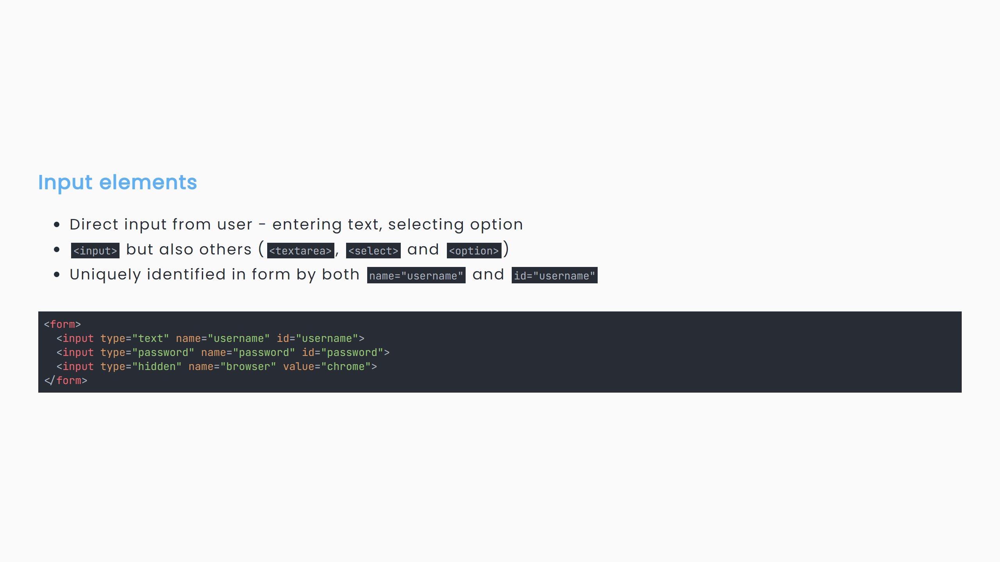 Input elements
• Direct input from user - entering text, selecting option
• <input> but also others (<textarea>, <select> and <option>)
• Uniquely identified in form by both name="username" and id="username"
<form>
  <input type="text" name="username" id="username">
  <input type="password" name="password" id="password">
  <input type="hidden" name="browser" value="chrome">
</form>